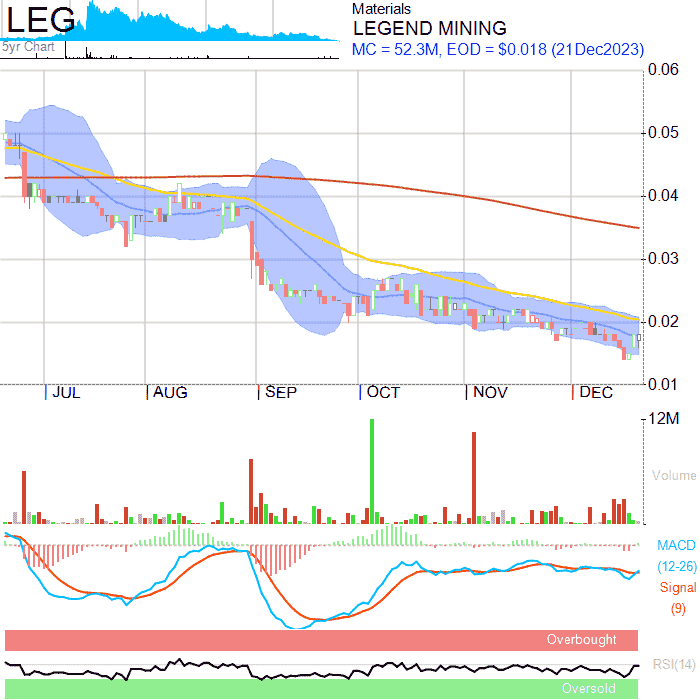 LEG
5yr Chart
Materials
LEGEND MINING
MC = 52.3M, EOD = $0.018 (21Dec2023)
0.06
0.05
0.04
0.03
0.02
0.01
JUL AUG SEP OCT NOV DEC
12M
Volume
MACD
(12-26)
Signal
(9)
Overbought
RSI(14)
Oversold